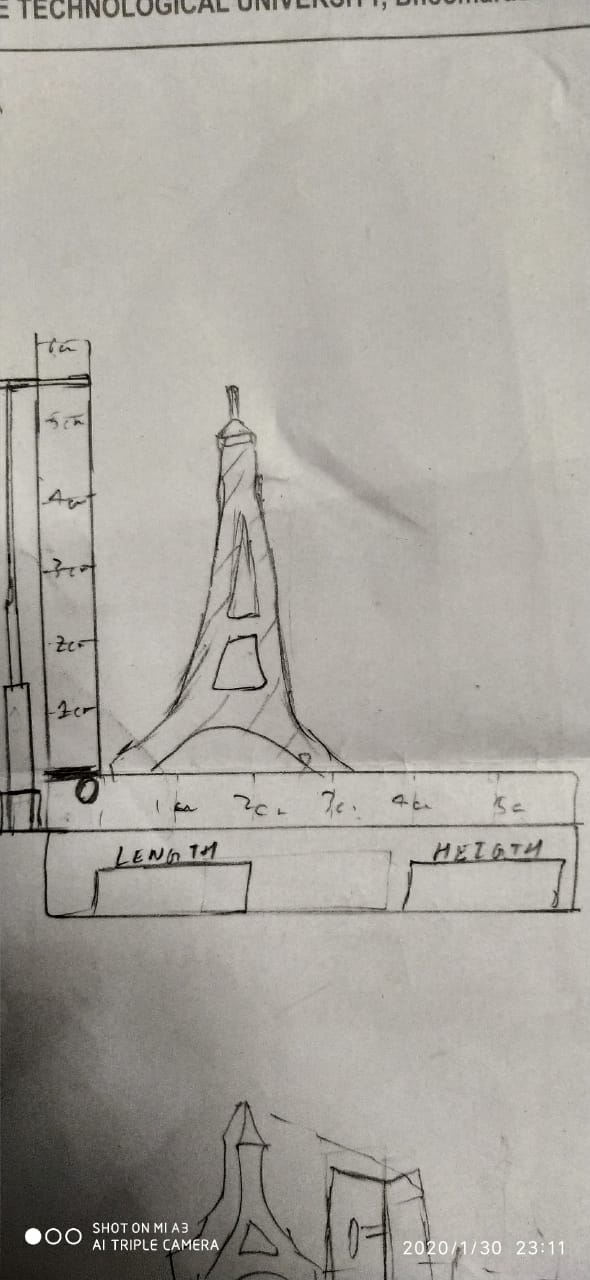 E TECHNOLOGICAL UNIVERSITY,
6cm
5cm
4cm
3cm
2cm
1cm
0
1cm 2cm 3cm 4cm 5cm
LENGTH HEIGTH
SHOT ON MI A3
AI TRIPLE CAMERA
2020/1/30 23:11